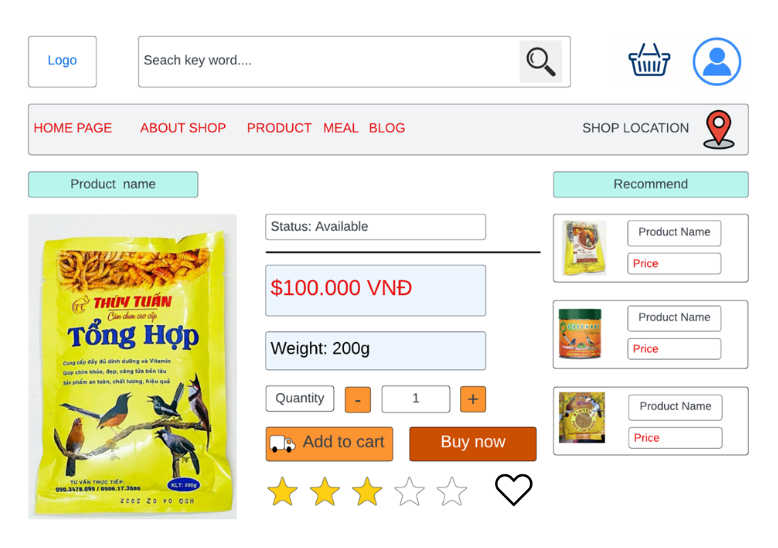 Logo
Seach key word....
HOME PAGE ABOUT SHOP PRODUCT MEAL BLOG SHOP LOCATION
Product name
Recommend
THÚY TUẤN
Cám chim cao cấp
Tổng Hợp
Cung cấp đầy đủ dinh dưỡng và Vitamin
Giúp chim khỏe, đẹp, căng lửa bền lâu
Sản phẩm an toàn, chất lượng, hiệu quả
TƯ VẤN TRỰC TIẾP:
KLT: 200g
Status: Available
$100.000 VNĐ
Weight: 200g
Quantity - 1 +
Add to cart Buy now
Product Name
Price
Product Name
Price
Product Name
Price